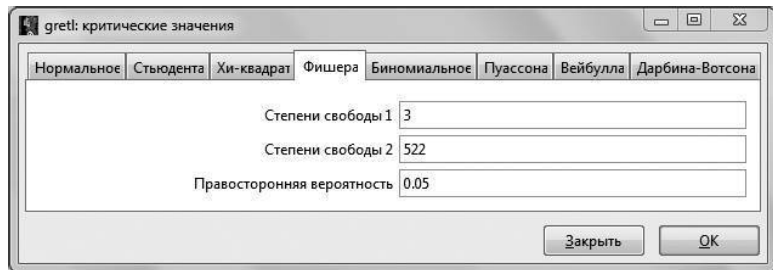 gretl: критические значения
Нормальное Стьюдента Хи-квадрат Фишера Биномиальное Пуассона Вейбулла Дарбина-Вотсона
Степени свободы 1 3
Степени свободы 2 522
Правосторонняя вероятность 0.05
Закрыть OK